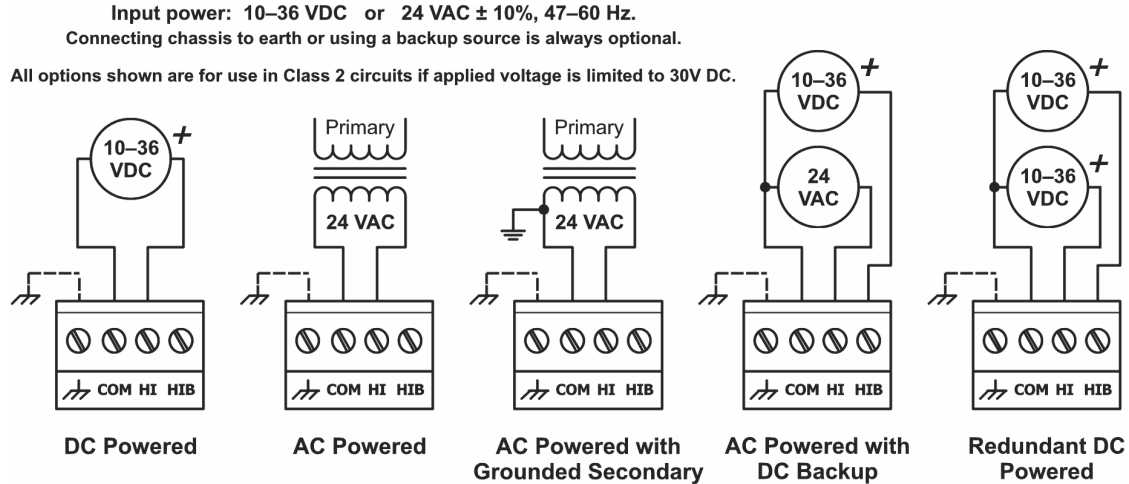 Input power: 10–36 VDC or 24 VAC ± 10%, 47–60 Hz.
Connecting chassis to earth or using a backup source is always optional.
All options shown are for use in Class 2 circuits if applied voltage is limited to 30V DC.
10–36
VDC
+
COM HI HIB
DC Powered
Primary
24 VAC
COM HI HIB
AC Powered
Primary
24 VAC
COM HI HIB
AC Powered with
Grounded Secondary
10–36
VDC
+
24
VAC
COM HI HIB
AC Powered with
DC Backup
10–36
VDC
+
10–36
VDC
+
COM HI HIB
Redundant DC
Powered